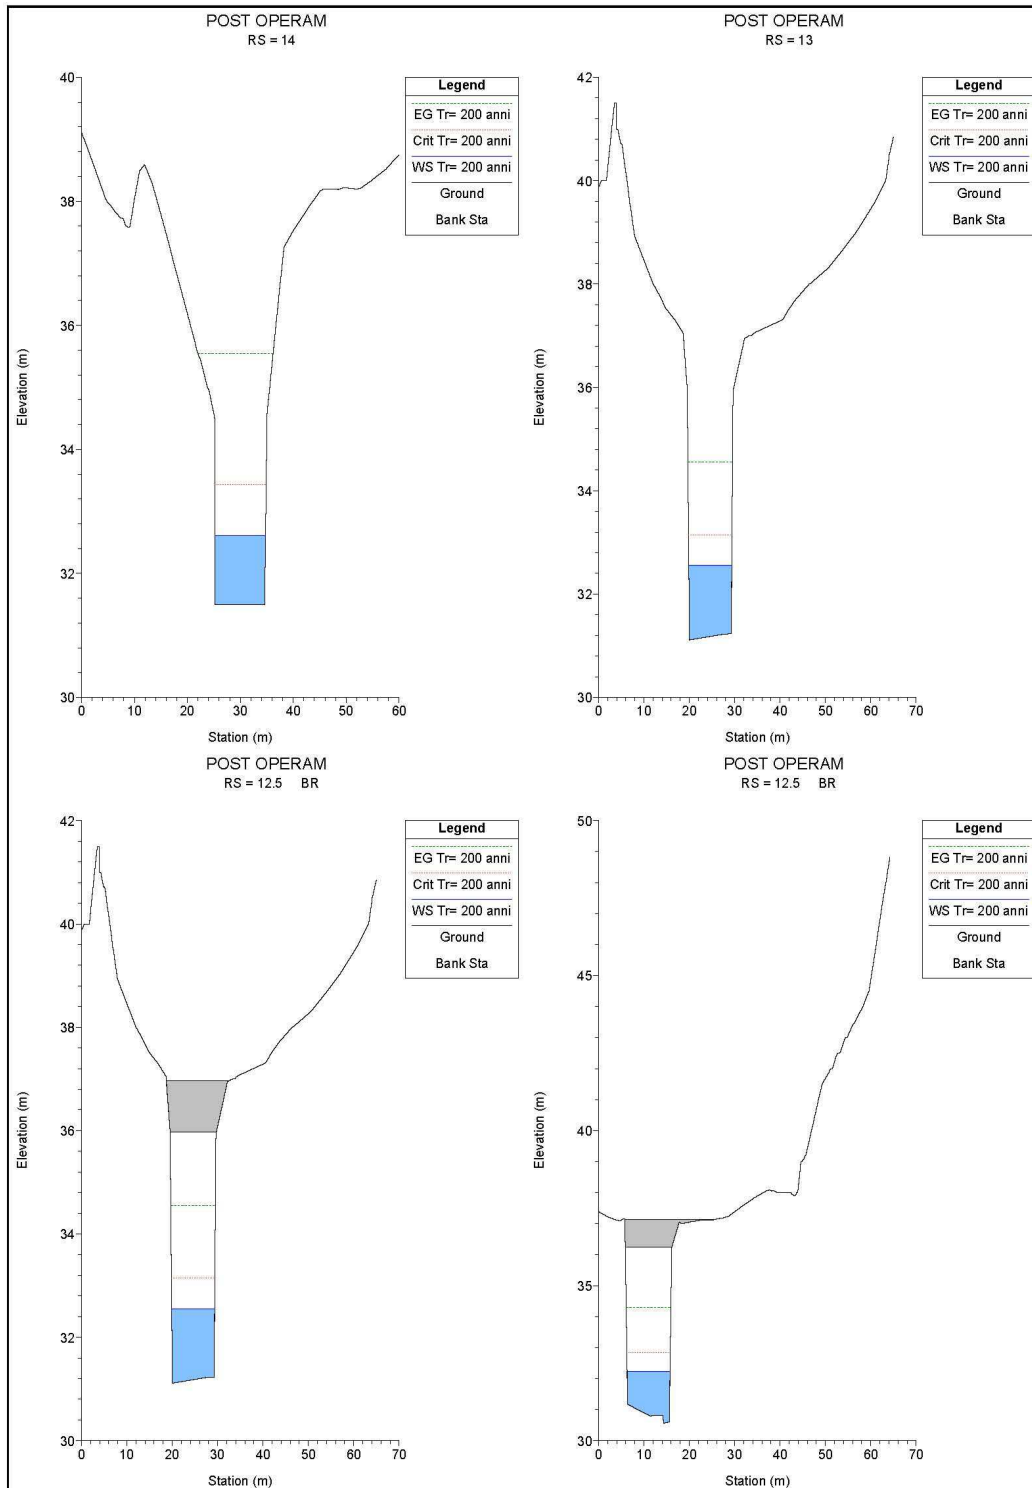 POST OPERAM
RS = 14
Legend
EG Tr= 200 anni
Crit Tr= 200 anni
WS Tr= 200 anni
Ground
Bank Sta
40
38
36
34
32
30
Elevation (m)
0 10 20 30 40 50 60
Station (m)
POST OPERAM
RS = 13
Legend
EG Tr= 200 anni
Crit Tr= 200 anni
WS Tr= 200 anni
Ground
Bank Sta
42
40
38
36
34
32
30
Elevation (m)
0 10 20 30 40 50 60 70
Station (m)
POST OPERAM
RS = 12.5 BR
Legend
EG Tr= 200 anni
Crit Tr= 200 anni
WS Tr= 200 anni
Ground
Bank Sta
42
40
38
36
34
32
30
Elevation (m)
0 10 20 30 40 50 60 70
Station (m)
POST OPERAM
RS = 12.5 BR
Legend
EG Tr= 200 anni
Crit Tr= 200 anni
WS Tr= 200 anni
Ground
Bank Sta
50
45
40
35
30
Elevation (m)
0 10 20 30 40 50 60 70
Station (m)